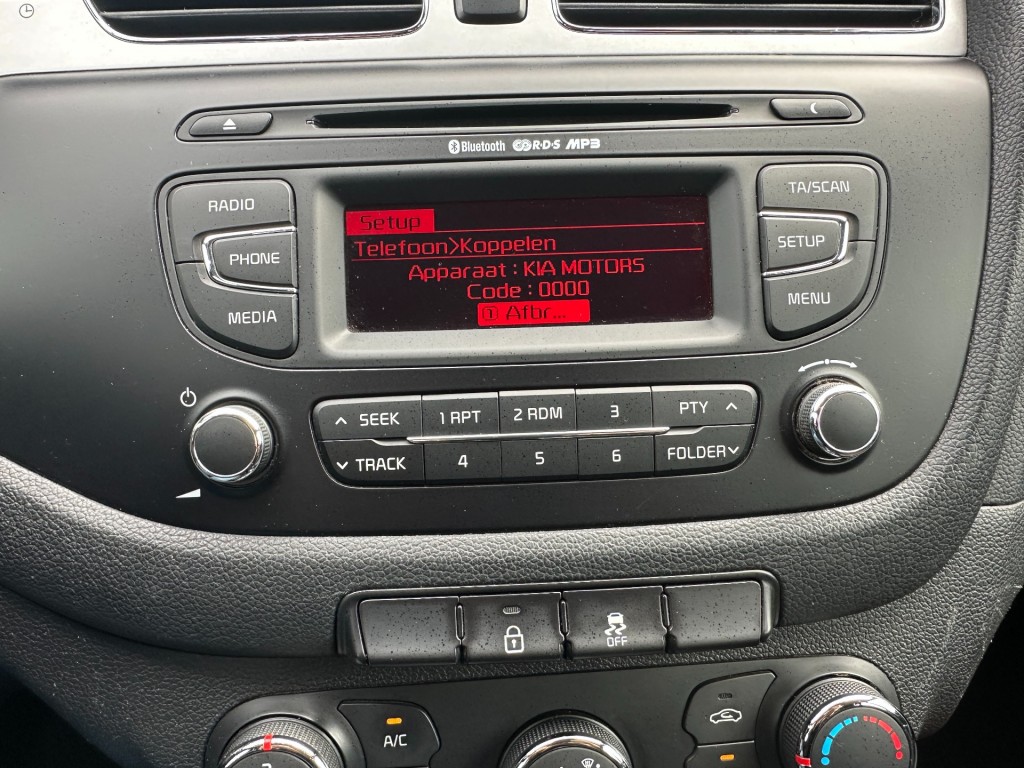 Bluetooth R·D·S MP3
RADIO
PHONE
MEDIA
Setup
Telefoon>Koppelen
Apparaat : KIA MOTORS
Code : 0000
1 Afbr...
TA/SCAN
SETUP
MENU
SEEK
1 RPT
2 RDM
3
PTY
TRACK
4
5
6
FOLDER
OFF
A/C